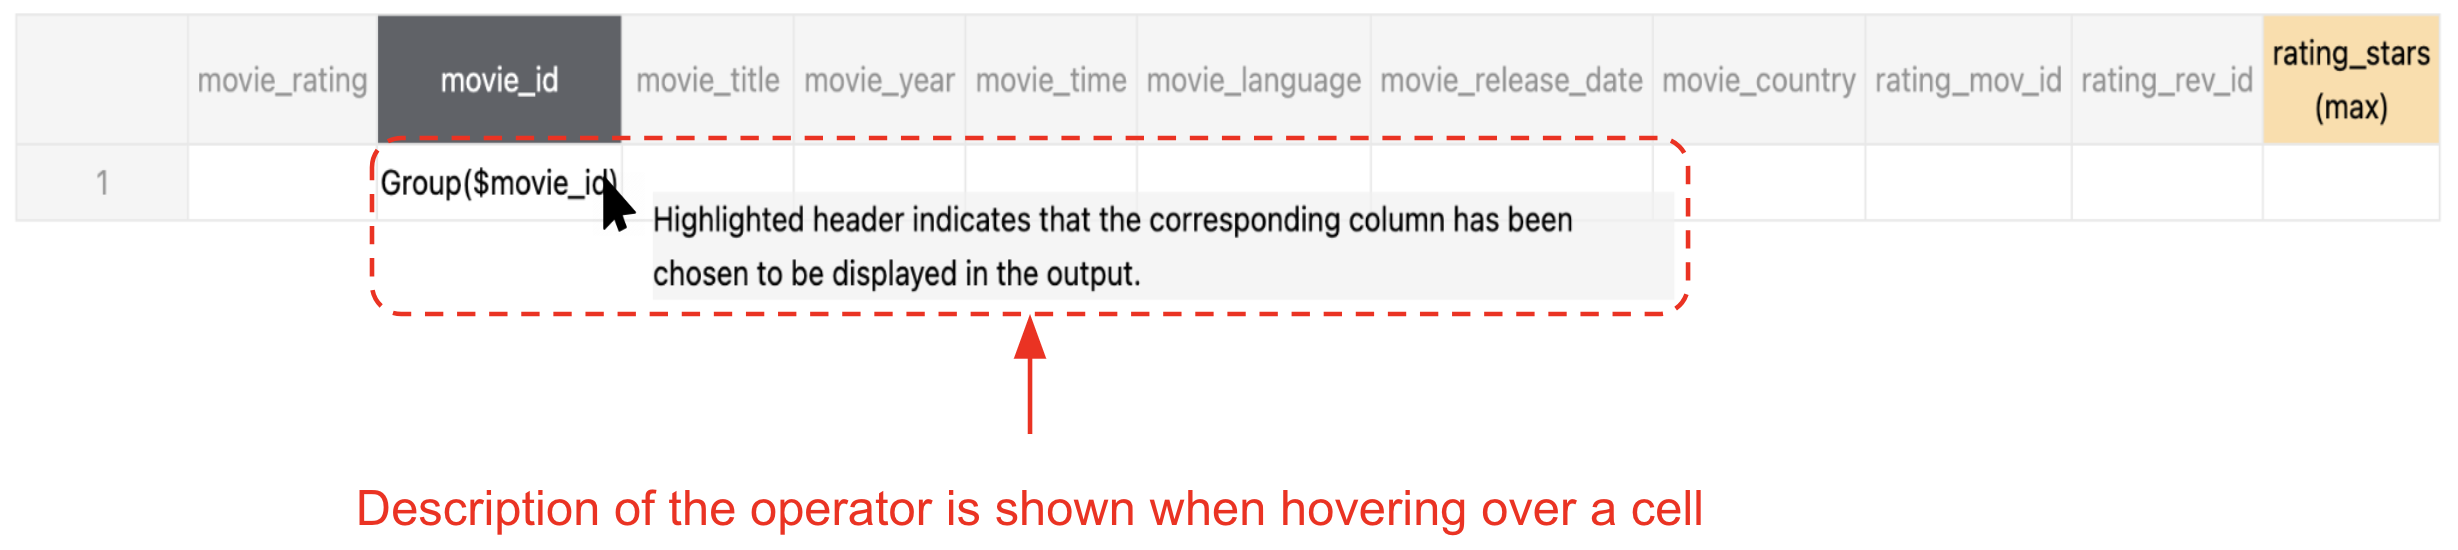 movie_rating movie_id movie_title movie_year movie_time movie_language movie_release_date movie_country rating_mov_id rating_rev_id rating_stars
(max)
1 Group($movie_id)
Highlighted header indicates that the corresponding column has been
chosen to be displayed in the output.
Description of the operator is shown when hovering over a cell